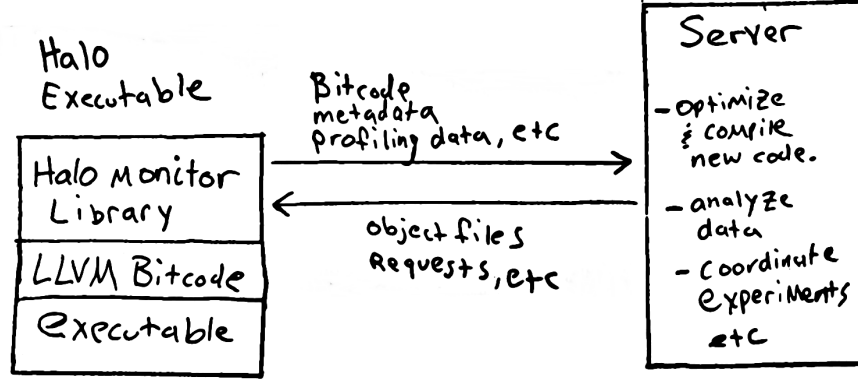 Halo
Executable
Halo Monitor
Library
LLVM Bitcode
executable
Bitcode
metadata
profiling data, etc
object files
Requests, etc
Server
- optimize
& compile
new code.
- analyze
data
- coordinate
experiments
etc